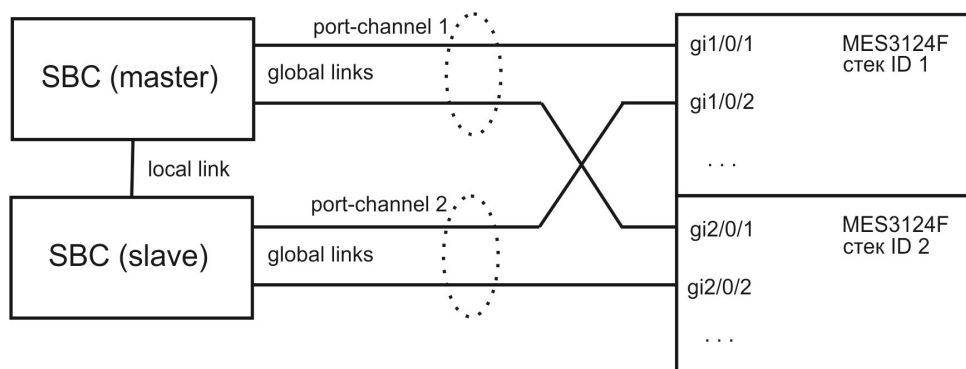 port-channel 1
SBC (master)
global links
gi1/0/1
MES3124F
стек ID 1
gi1/0/2
. . .
local link
port-channel 2
SBC (slave)
global links
gi2/0/1
MES3124F
стек ID 2
gi2/0/2
. . .